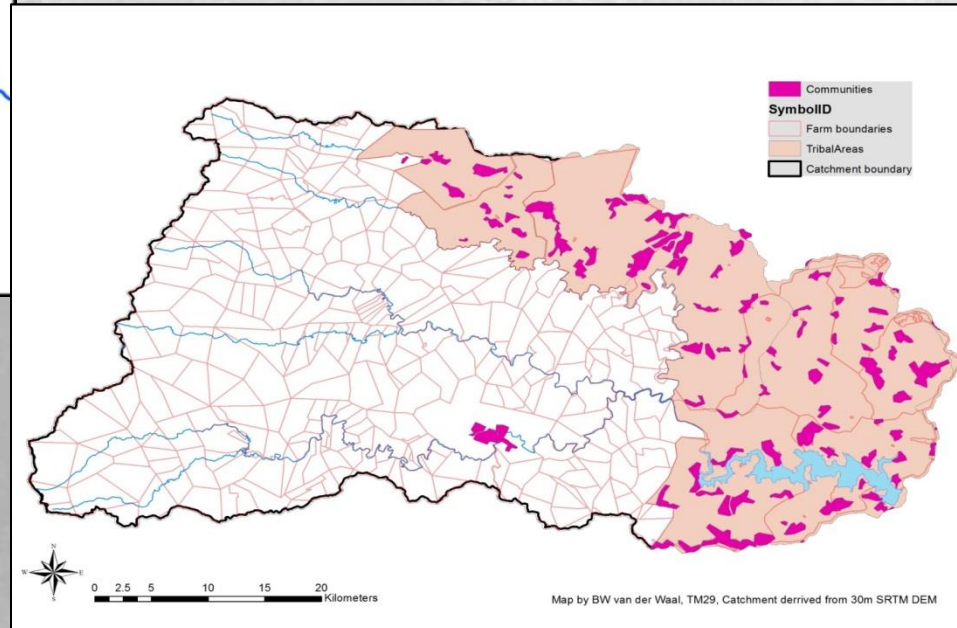 Communities
SymbolID
Farm boundaries
TribalAreas
Catchment boundary
N
W E
S
0 2.5 5 10 15 20
Kilometers
Map by BW van der Waal, TM29, Catchment derrived from 30m SRTM DEM